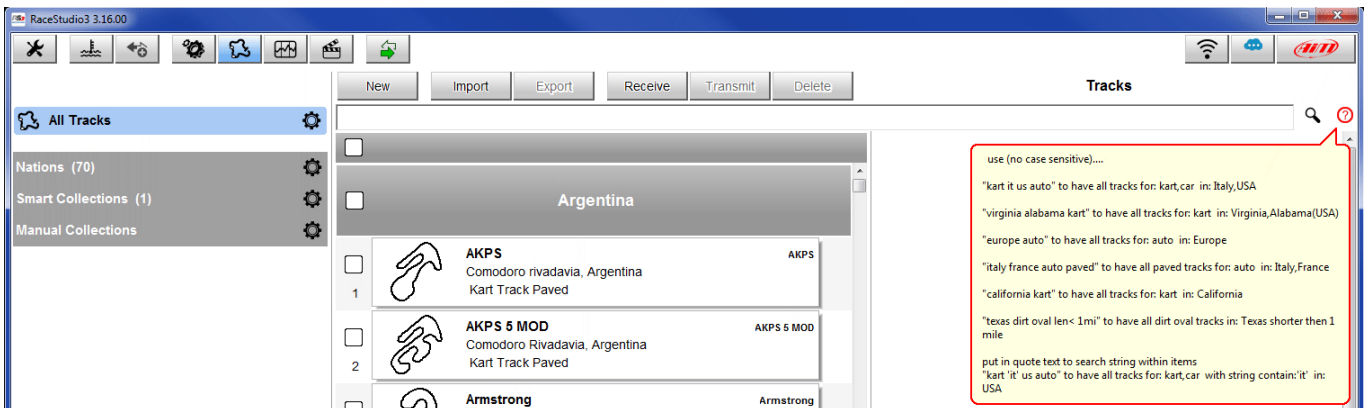 RaceStudio3 3.16.00
AiM
New Import Export Receive Transmit Delete Tracks
All Tracks
?
Nations (70)
Smart Collections (1)
Manual Collections
Argentina
AKPS AKPS
Comodoro rivadavia, Argentina
Kart Track Paved
1
AKPS 5 MOD AKPS 5 MOD
Comodoro Rivadavia, Argentina
Kart Track Paved
2
Armstrong Armstrong
use (no case sensitive)....
"kart it us auto" to have all tracks for: kart,car in: Italy,USA
"virginia alabama kart" to have all tracks for: kart in: Virginia,Alabama(USA)
"europe auto" to have all tracks for: auto in: Europe
"italy france auto paved" to have all paved tracks for: auto in: Italy,France
"california kart" to have all tracks for: kart in: California
"texas dirt oval len< 1mi" to have all dirt oval tracks in: Texas shorter then 1
mile
put in quote text to search string within items
"kart 'it' us auto" to have all tracks for: kart,car with string contain:'it' in:
USA